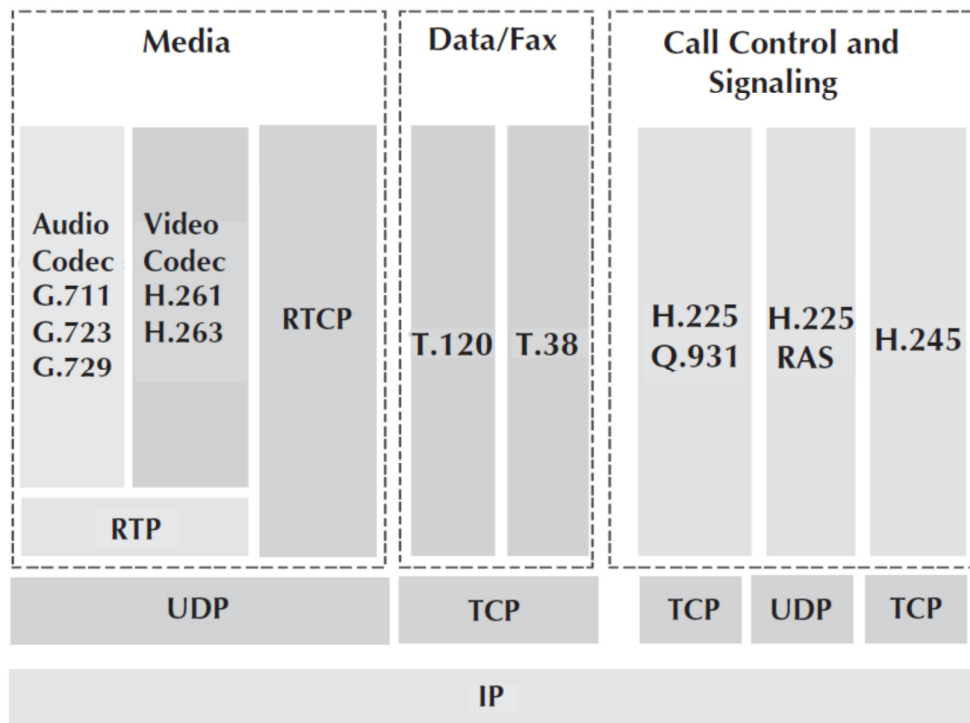 Media
Audio
Codec
G.711
G.723
G.729
Video
Codec
H.261
H.263
RTCP
RTP
Data/Fax
T.120
T.38
Call Control and
Signaling
H.225
Q.931
H.225
RAS
H.245
UDP
TCP
TCP
UDP
TCP
IP